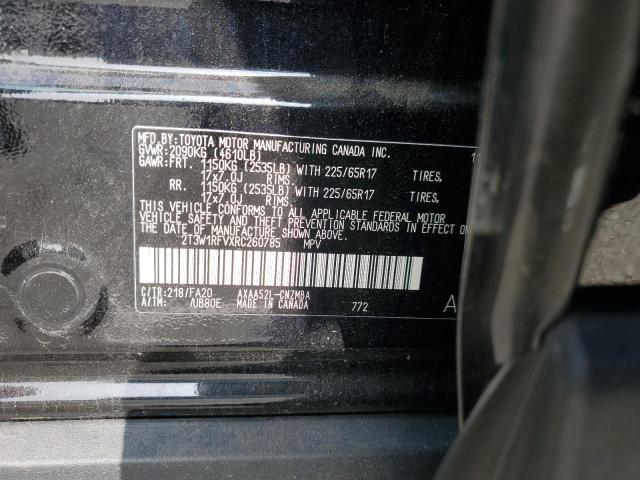 MFD.BY:TOYOTA MOTOR MANUFACTURING CANADA INC. 11
GVWR:2090KG (4610LB)
GAWR:FRT. 1150KG (2535LB) WITH 225/65R17 TIRES,
17x7.0J RIMS,
RR. 1150KG (2535LB) WITH 225/65R17 TIRES,
17x7.0J RIMS,
THIS VEHICLE CONFORMS TO ALL APPLICABLE FEDERAL MOTOR
VEHICLE SAFETY AND THEFT PREVENTION STANDARDS IN EFFECT
ON THE DATE OF MANUFACTURE SHOWN ABOVE.
2T3W1RFVXRC260785 MPV
C/TR:218/FA20 AXAA52L-CNZMBA
A/TM: /UB80E MADE IN CANADA 772 A